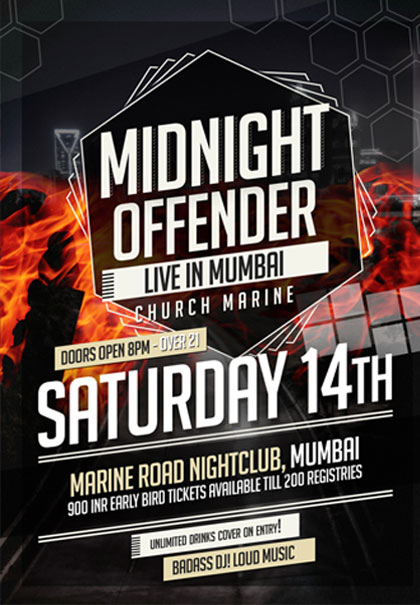 MIDNIGHT
OFFENDER
LIVE IN MUMBAI
CHURCH MARINE
DOORS OPEN 8PM - OVER 21
SATURDAY 14TH
MARINE ROAD NIGHTCLUB, MUMBAI
900 INR EARLY BIRD TICKETS AVAILABLE TILL 200 REGISTRIES
UNLIMITED DRINKS COVER ON ENTRY!
BADASS DJ! LOUD MUSIC